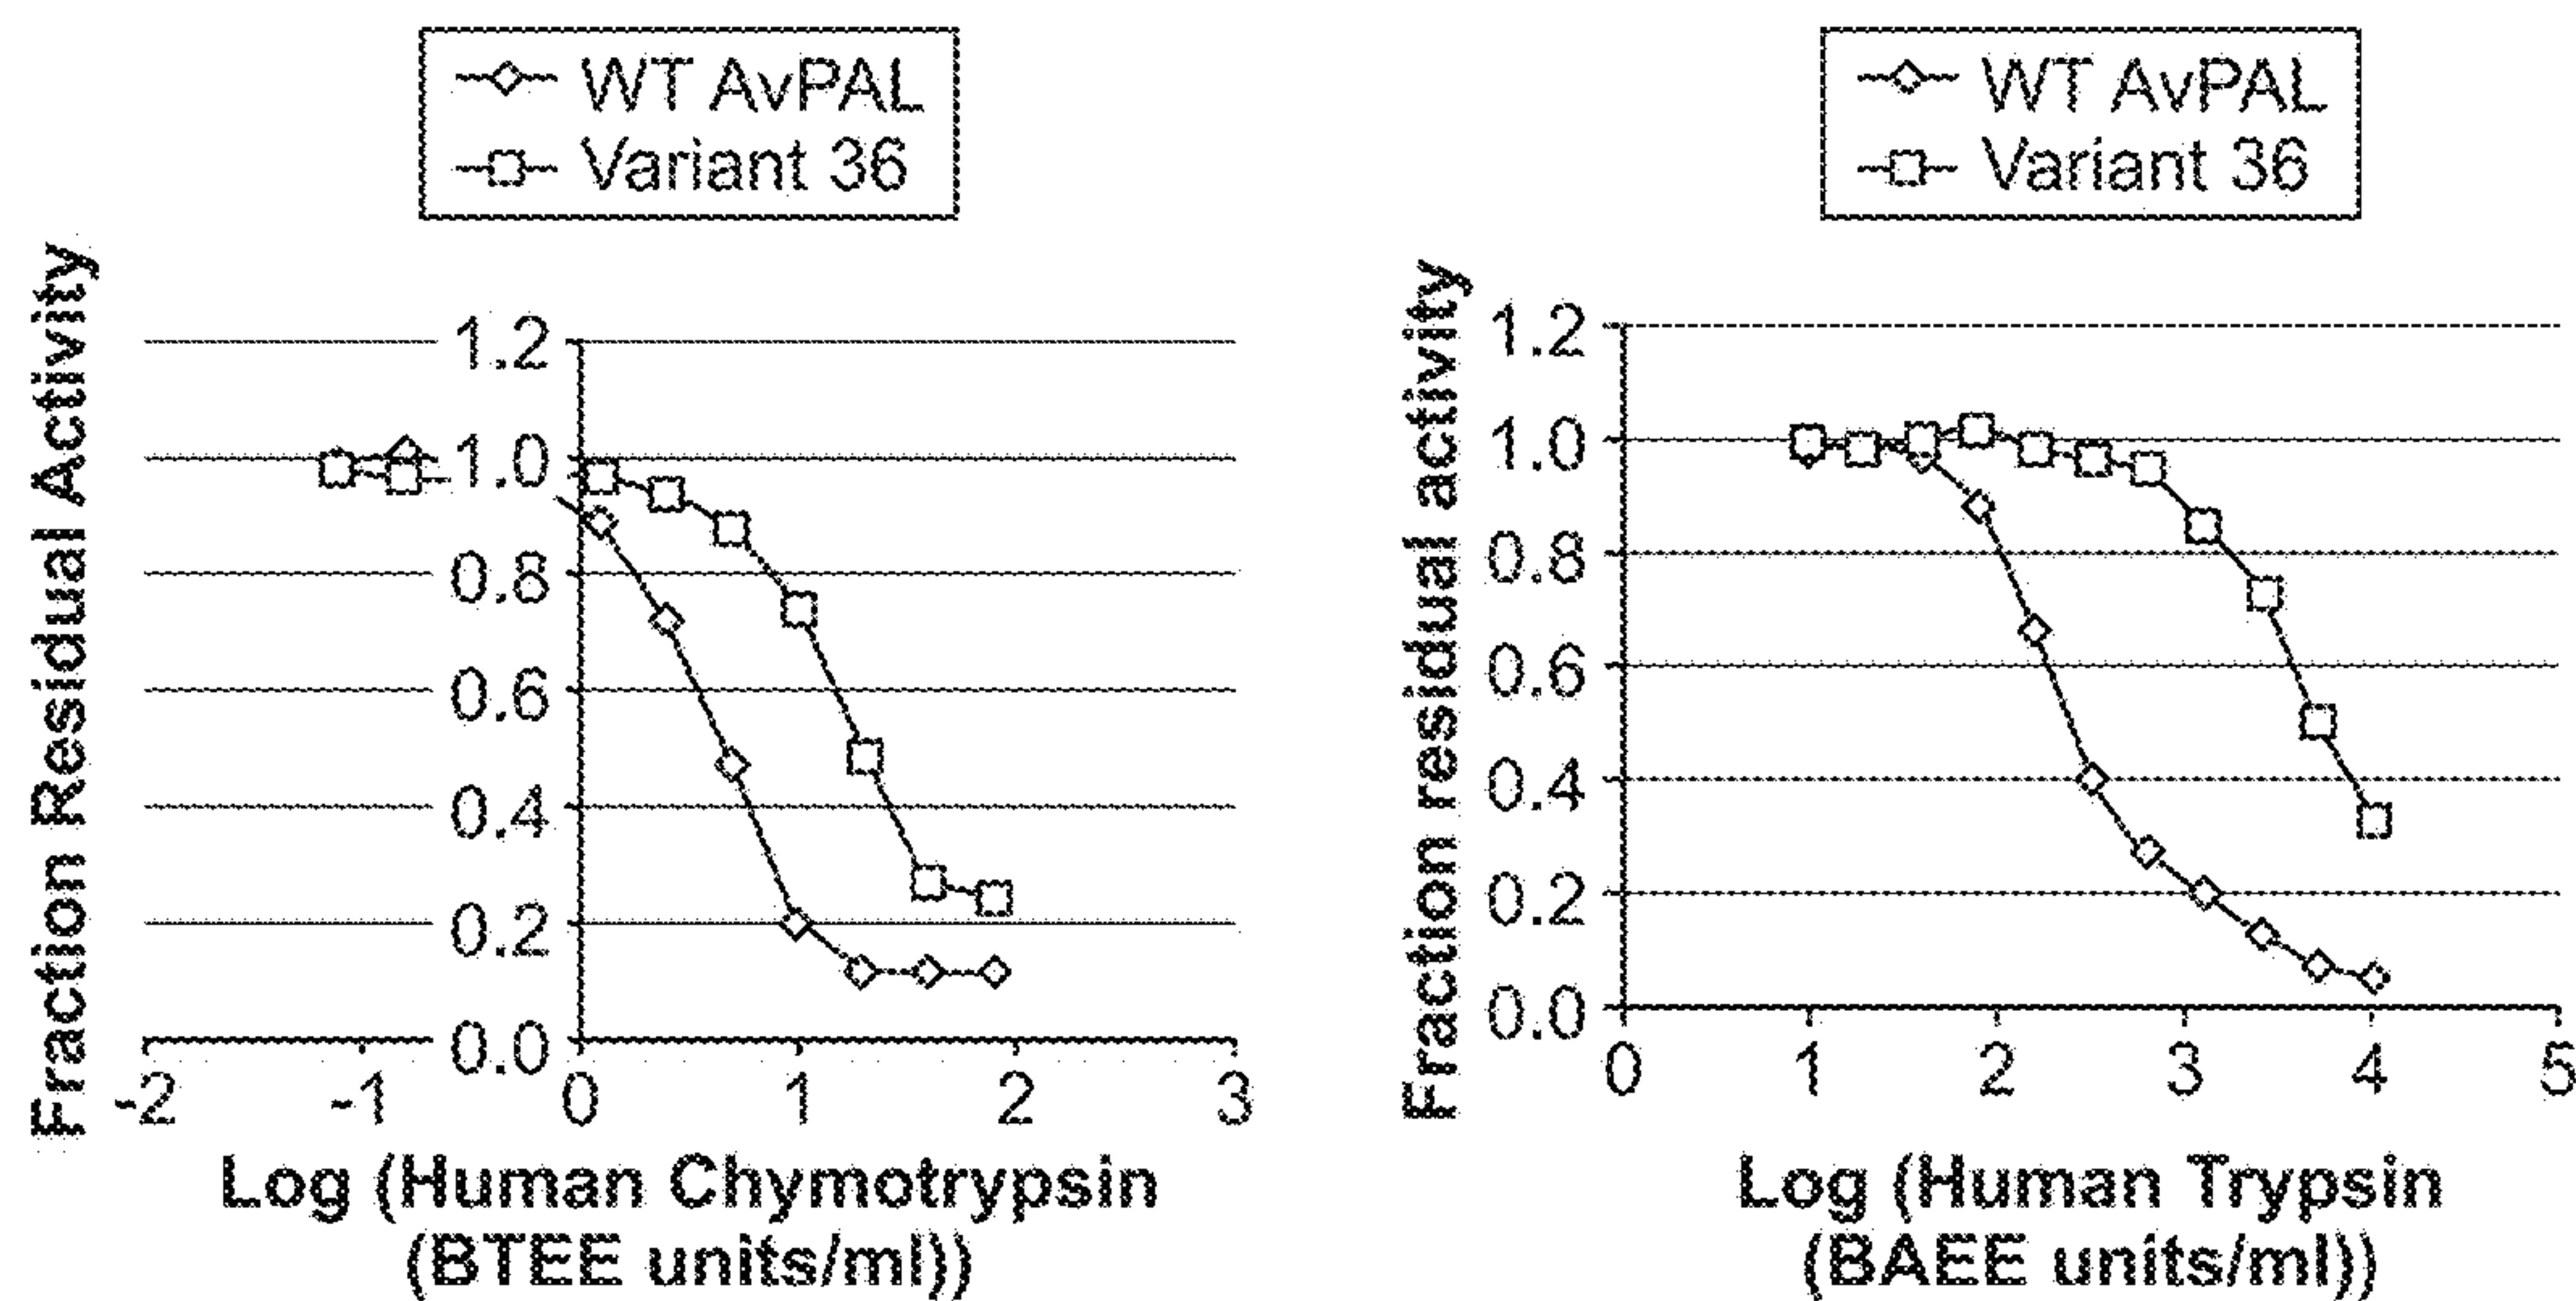 WT AvPAL
Variant 36
Fraction Residual Activity
1.2
1.0
0.8
0.6
0.4
0.2
0.0
-2 -1 0 1 2 3
Log (Human Chymotrypsin
(BTEE units/ml))
WT AvPAL
Variant 36
Fraction residual activity
1.2
1.0
0.8
0.6
0.4
0.2
0.0
0 1 2 3 4 5
Log (Human Trypsin
(BAEE units/ml))